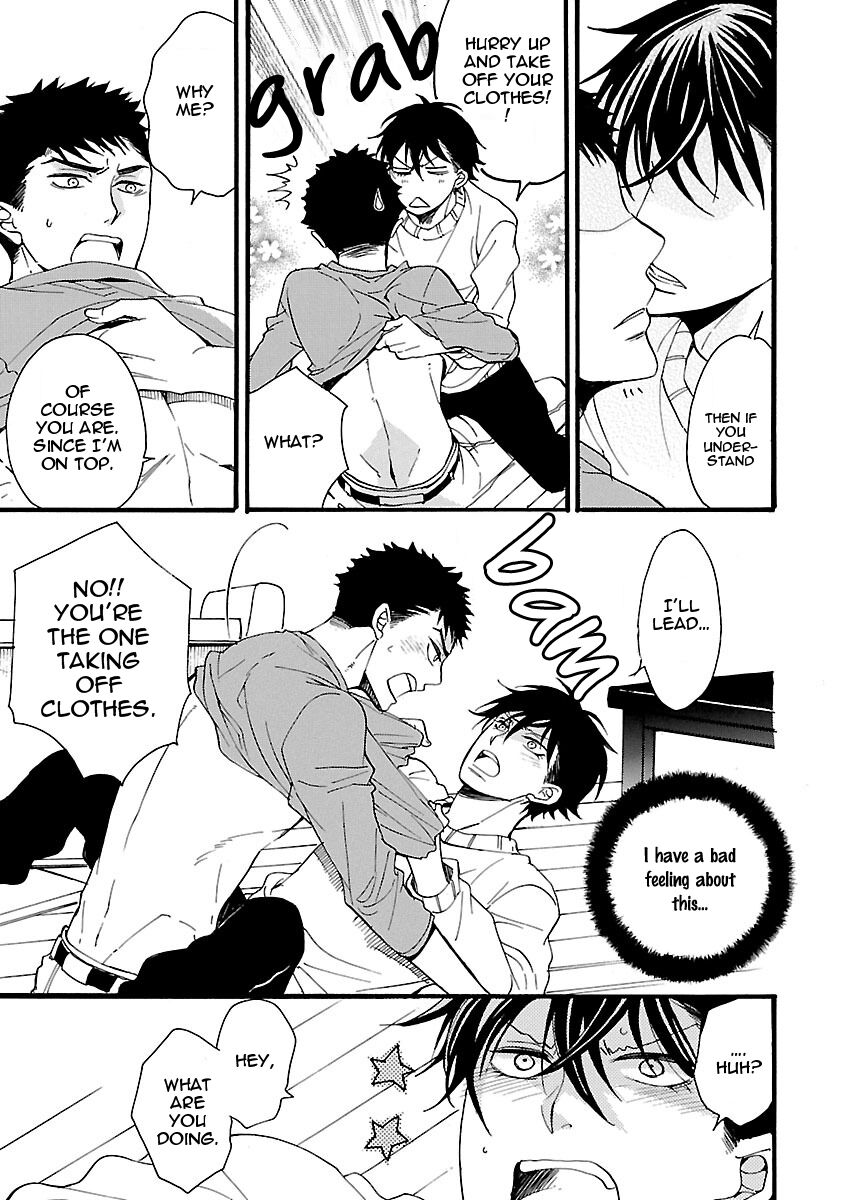 THEN IF
YOU
UNDER-
STAND
HURRY UP
AND TAKE
OFF YOUR
CLOTHES!
!
grab
WHAT?
WHY
ME?
OF
COURSE
YOU ARE,
SINCE I'M
ON TOP.
I'LL
LEAD...
bam
NO!!
YOU'RE
THE ONE
TAKING
OFF
CLOTHES.
I have a bad
feeling about
this...
....
HUH?
HEY,
WHAT
ARE
YOU
DOING.